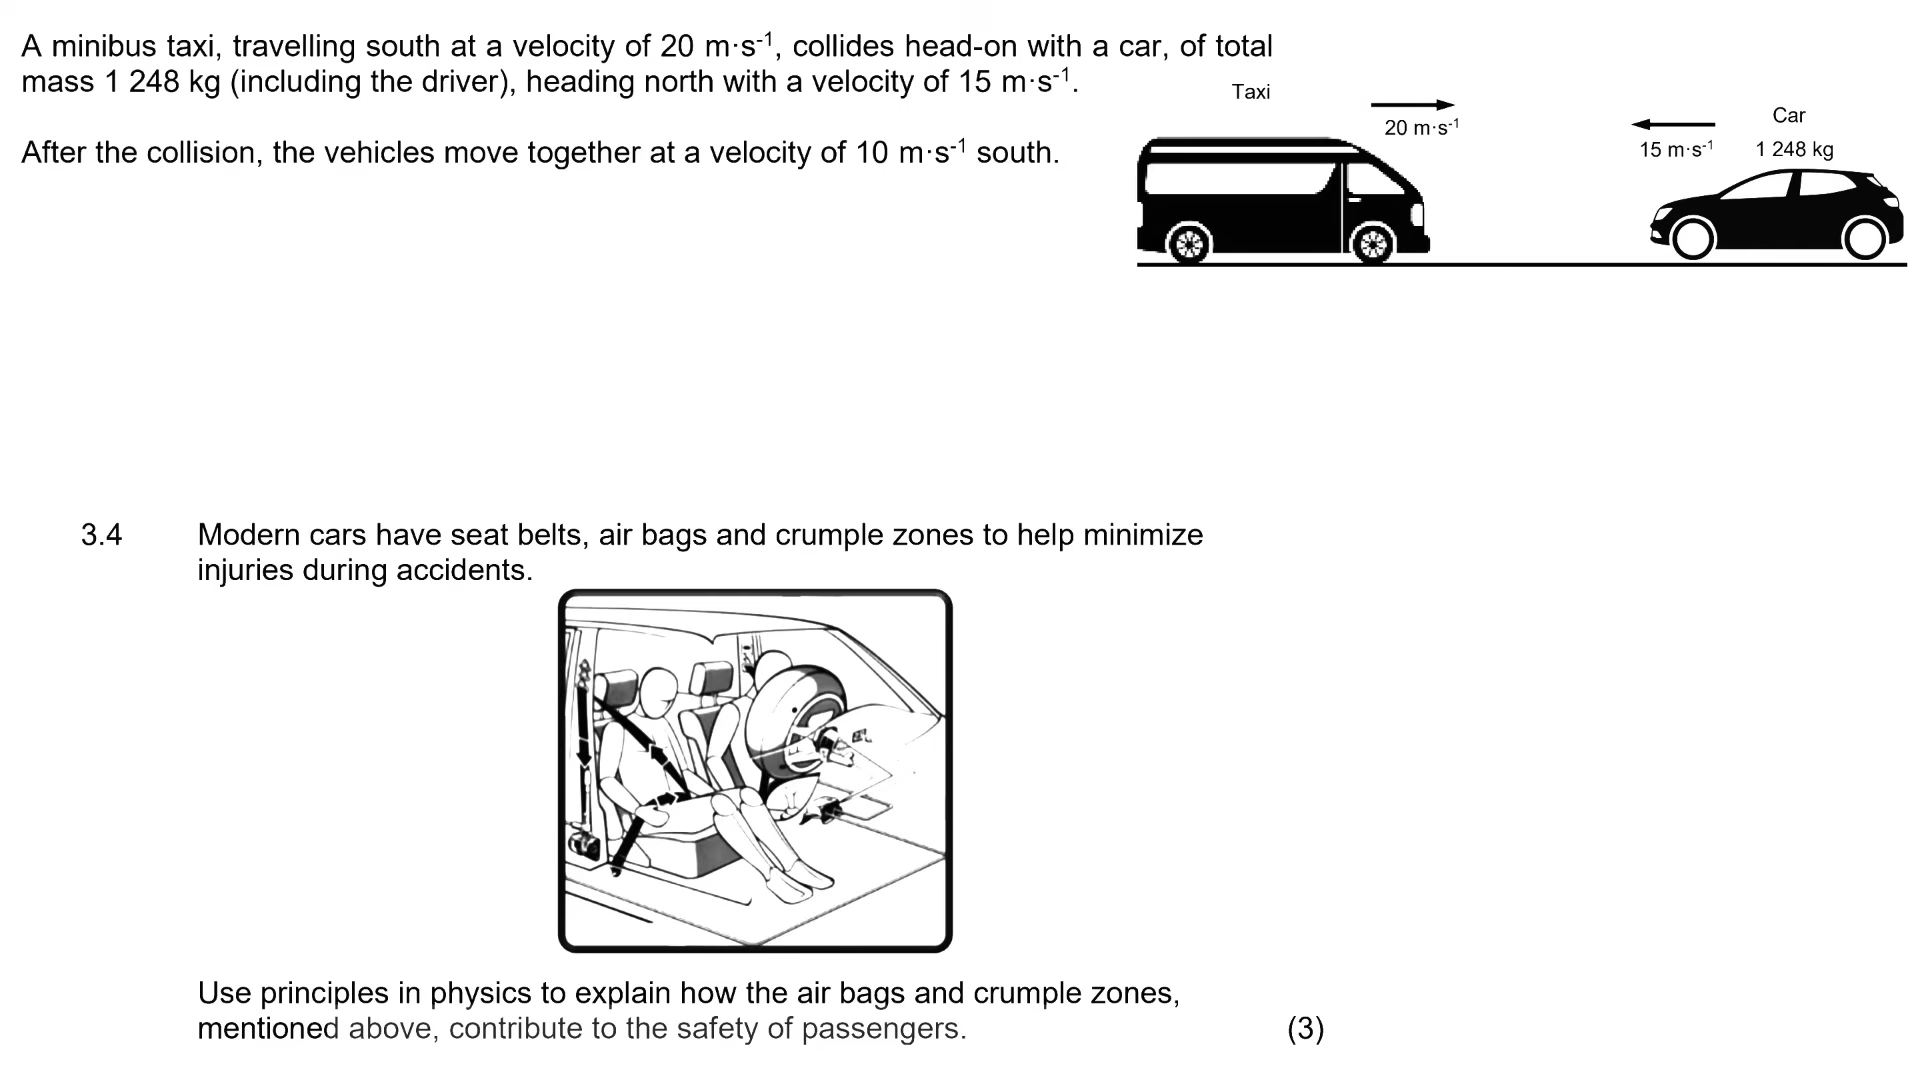 A minibus taxi, travelling south at a velocity of 20 m·s⁻¹, collides head-on with a car, of total
mass 1 248 kg (including the driver), heading north with a velocity of 15 m·s⁻¹.
After the collision, the vehicles move together at a velocity of 10 m·s⁻¹ south.
Taxi
20 m·s⁻¹
Car
15 m·s⁻¹ 1 248 kg
3.4 Modern cars have seat belts, air bags and crumple zones to help minimize
injuries during accidents.
Use principles in physics to explain how the air bags and crumple zones,
mentioned above, contribute to the safety of passengers. (3)